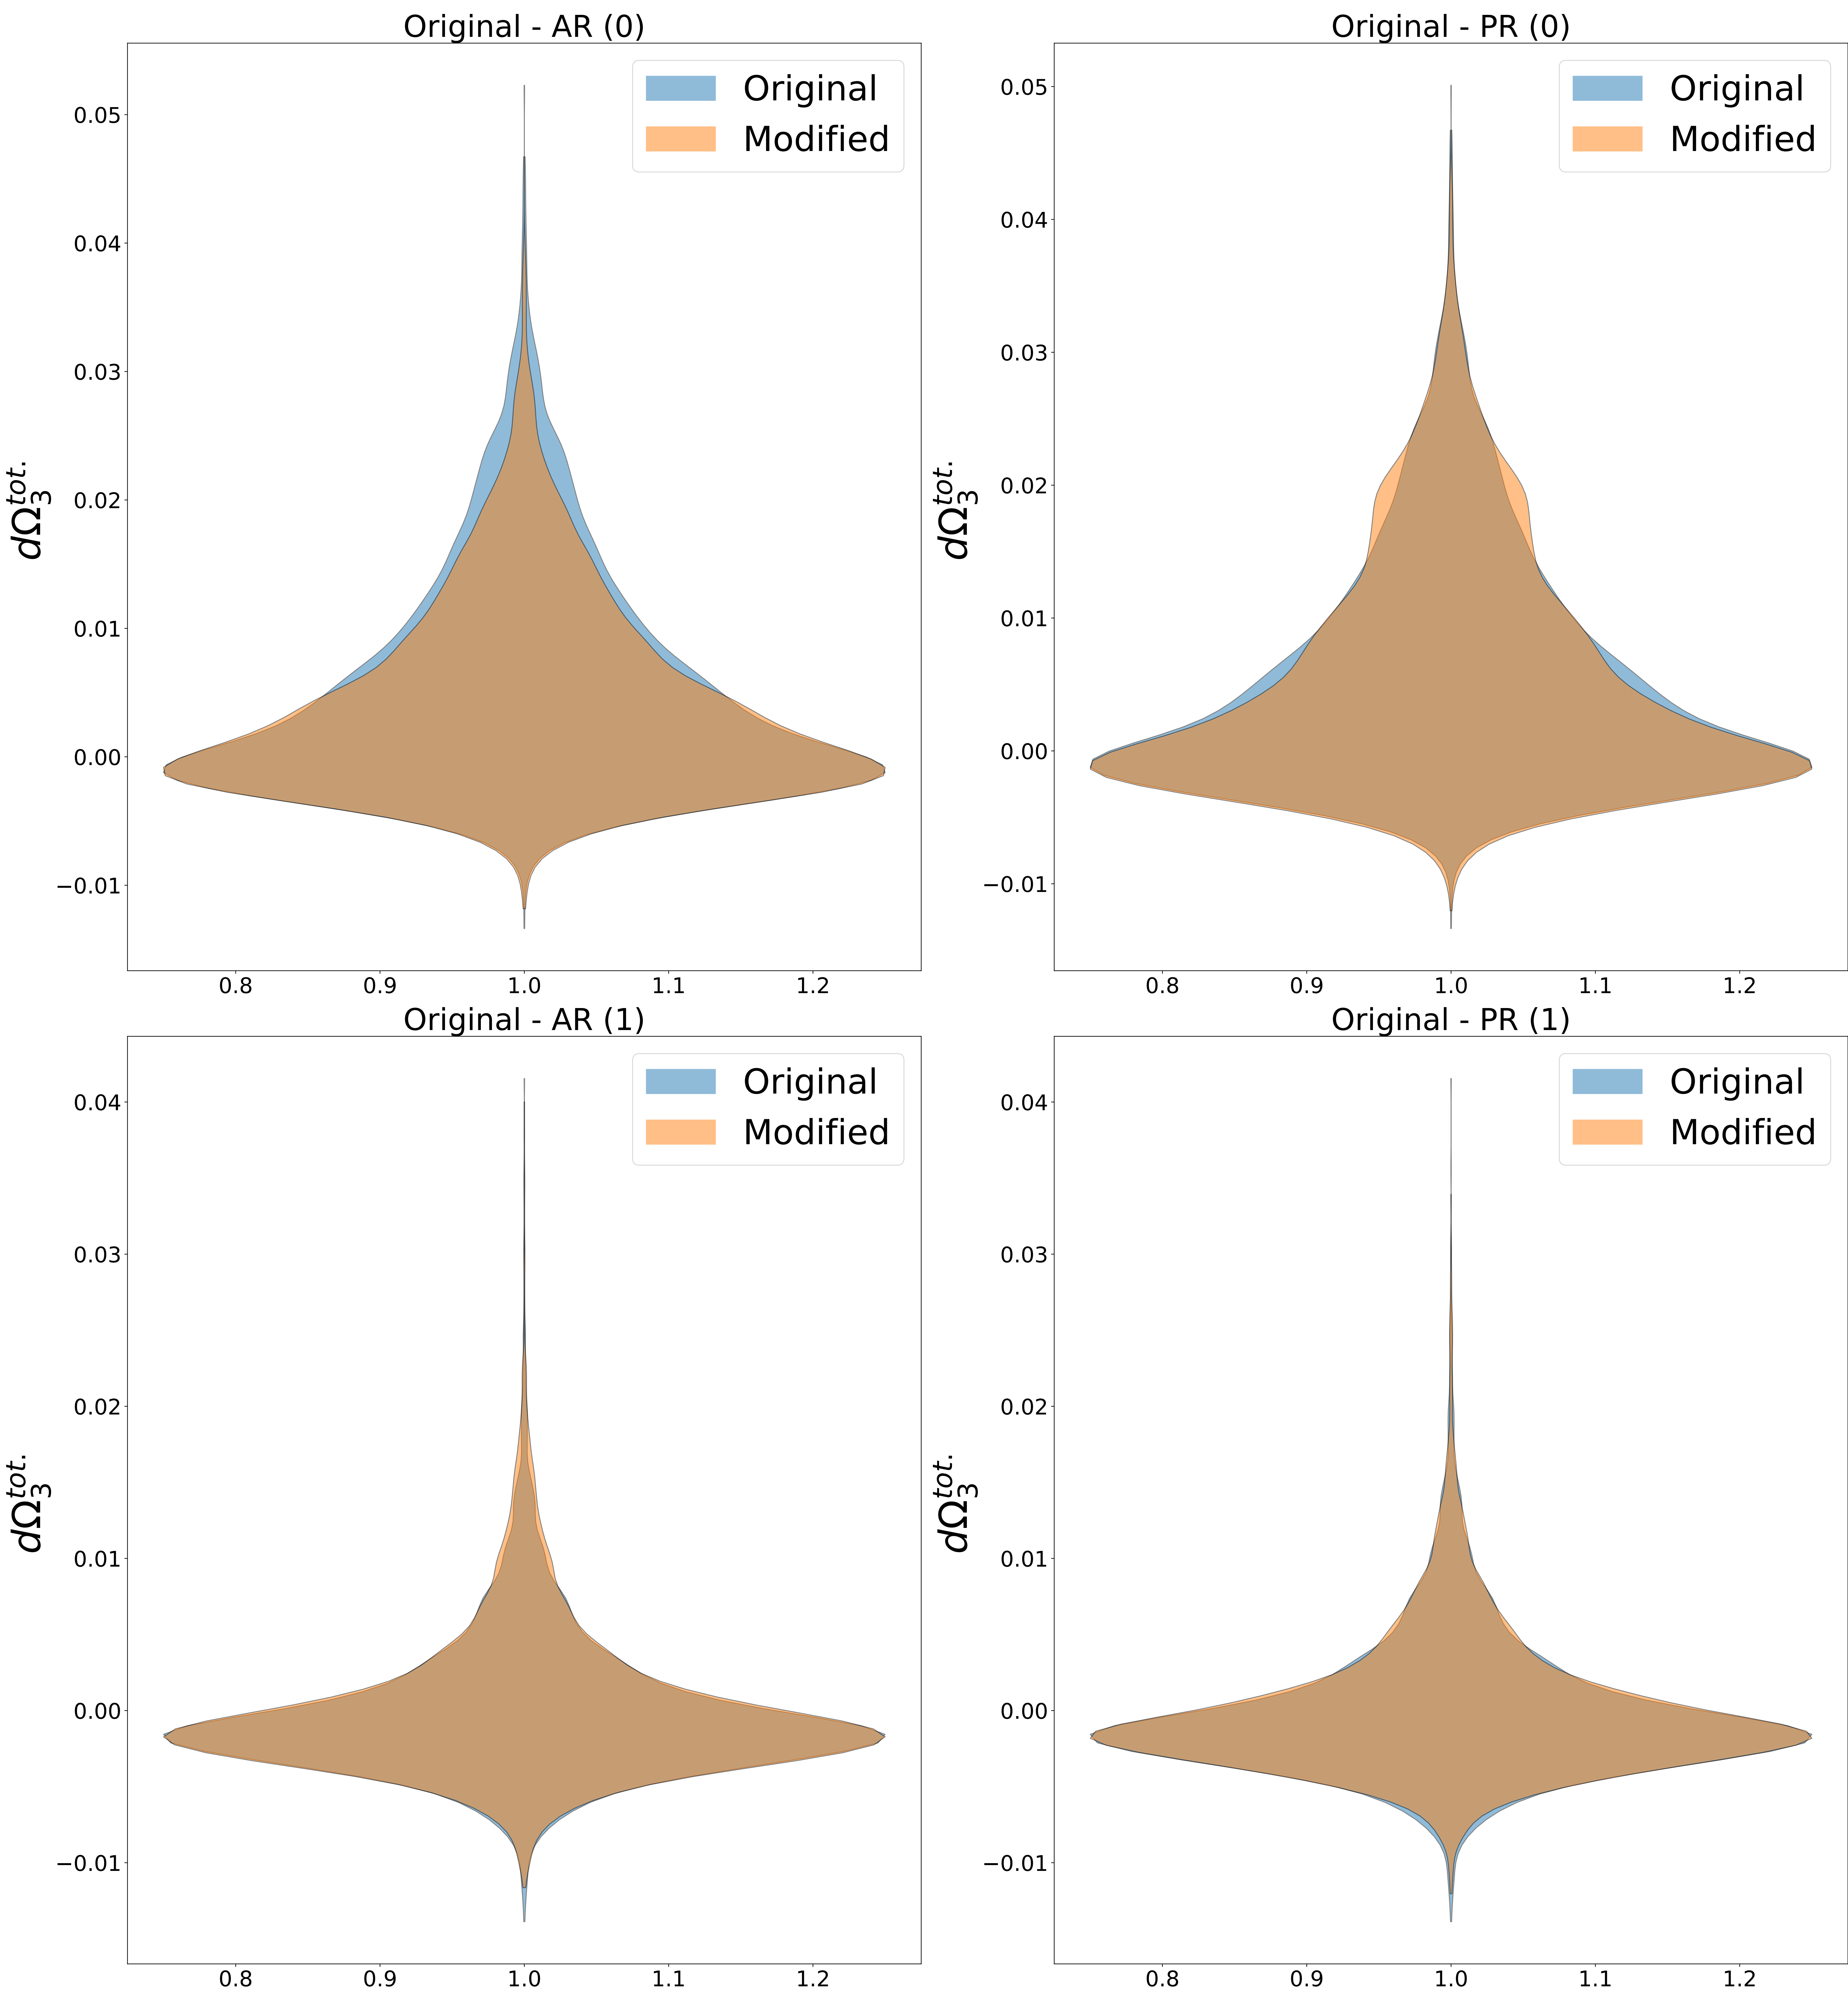 Original - AR (0)
Original
Modified
0.05
0.04
0.03
0.02
0.01
0.00
−0.01
dΩ₃ᵗᵒᵗ·
0.8 0.9 1.0 1.1 1.2
Original - PR (0)
Original
Modified
0.05
0.04
0.03
0.02
0.01
0.00
−0.01
dΩ₃ᵗᵒᵗ·
0.8 0.9 1.0 1.1 1.2
Original - AR (1)
Original
Modified
0.04
0.03
0.02
0.01
0.00
−0.01
dΩ₃ᵗᵒᵗ·
0.8 0.9 1.0 1.1 1.2
Original - PR (1)
Original
Modified
0.04
0.03
0.02
0.01
0.00
−0.01
dΩ₃ᵗᵒᵗ·
0.8 0.9 1.0 1.1 1.2